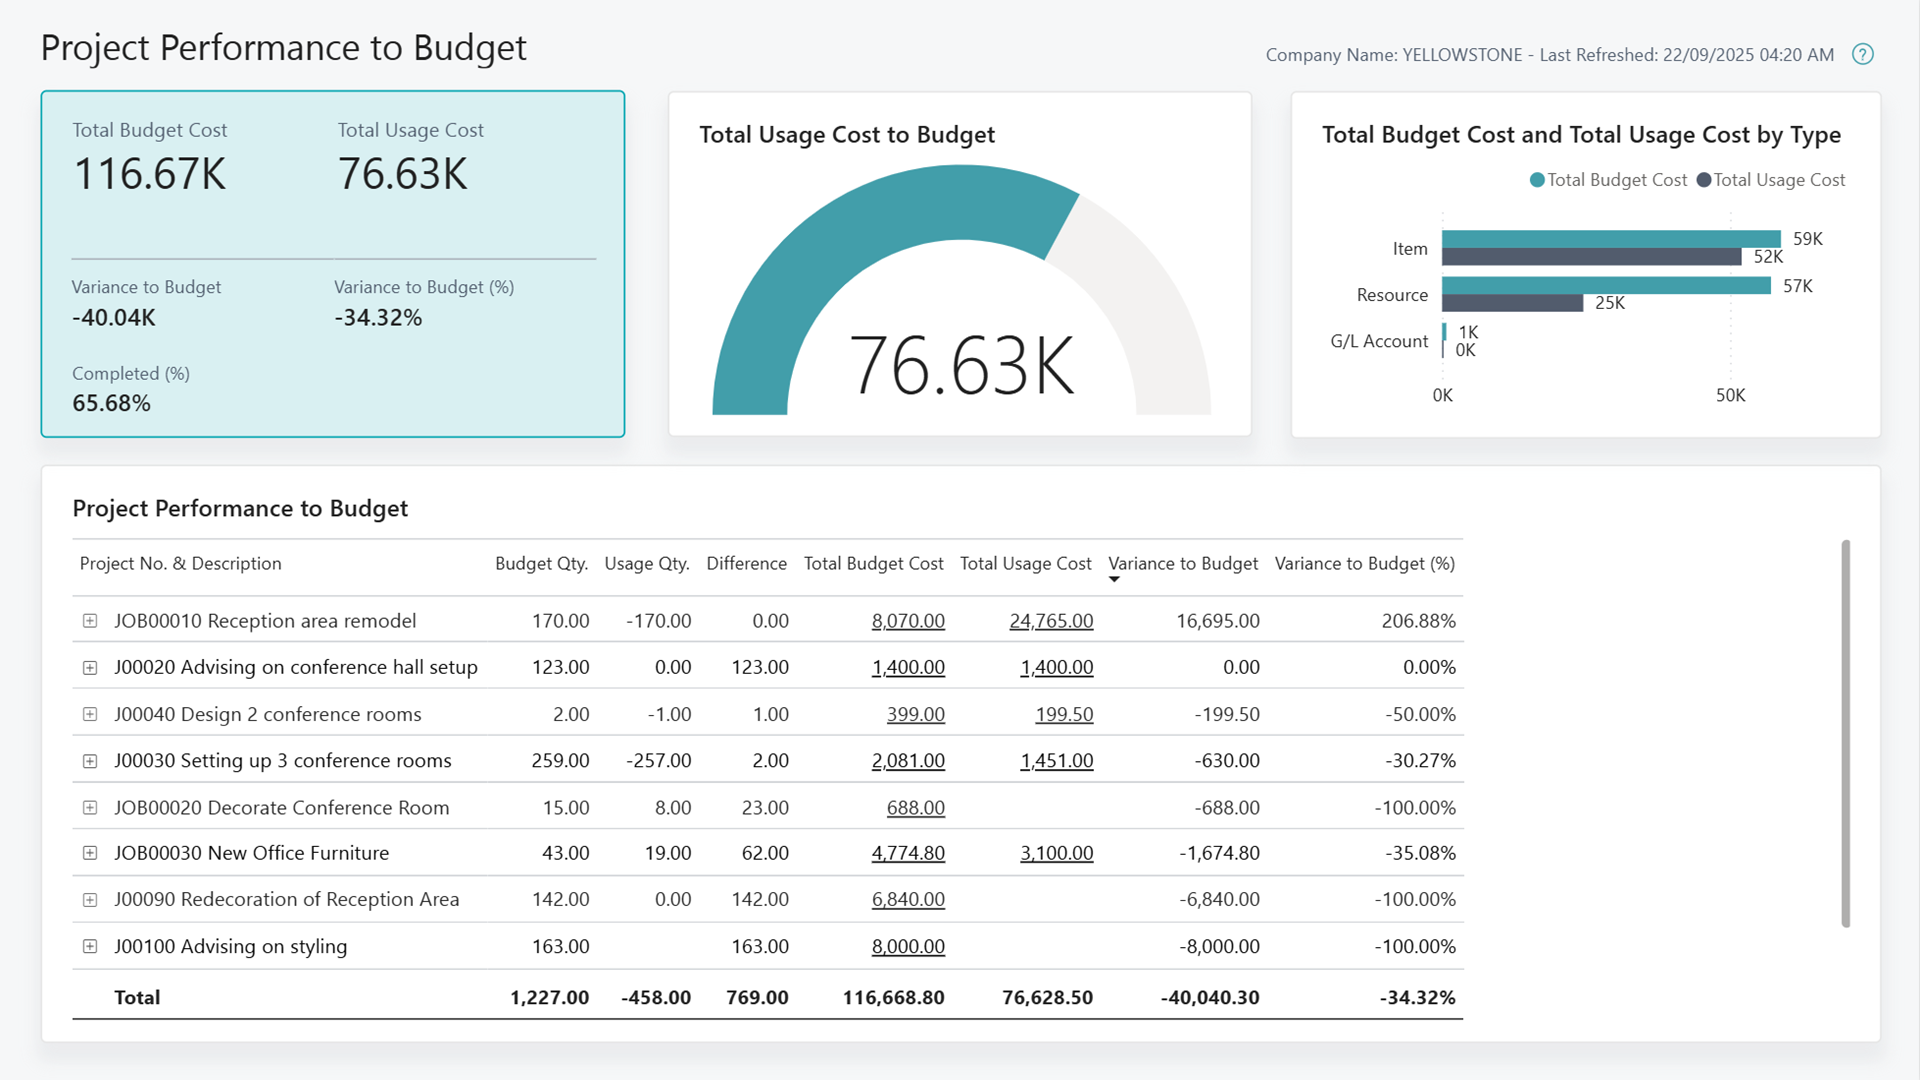 Project Performance to Budget
Company Name: YELLOWSTONE - Last Refreshed: 22/09/2025 04:20 AM ?
Total Budget Cost Total Usage Cost
116.67K 76.63K
Variance to Budget Variance to Budget (%)
-40.04K -34.32%
Completed (%)
65.68%
Total Usage Cost to Budget
76.63K
Total Budget Cost and Total Usage Cost by Type
Total Budget Cost Total Usage Cost
Item 59K
52K
Resource 57K
25K
G/L Account 1K
0K
0K 50K
Project Performance to Budget
Project No. & Description Budget Qty. Usage Qty. Difference Total Budget Cost Total Usage Cost Variance to Budget Variance to Budget (%)
JOB00010 Reception area remodel 170.00 -170.00 0.00 8,070.00 24,765.00 16,695.00 206.88%
J00020 Advising on conference hall setup 123.00 0.00 123.00 1,400.00 1,400.00 0.00 0.00%
J00040 Design 2 conference rooms 2.00 -1.00 1.00 399.00 199.50 -199.50 -50.00%
J00030 Setting up 3 conference rooms 259.00 -257.00 2.00 2,081.00 1,451.00 -630.00 -30.27%
JOB00020 Decorate Conference Room 15.00 8.00 23.00 688.00 -688.00 -100.00%
JOB00030 New Office Furniture 43.00 19.00 62.00 4,774.80 3,100.00 -1,674.80 -35.08%
J00090 Redecoration of Reception Area 142.00 0.00 142.00 6,840.00 -6,840.00 -100.00%
J00100 Advising on styling 163.00 163.00 8,000.00 -8,000.00 -100.00%
Total 1,227.00 -458.00 769.00 116,668.80 76,628.50 -40,040.30 -34.32%